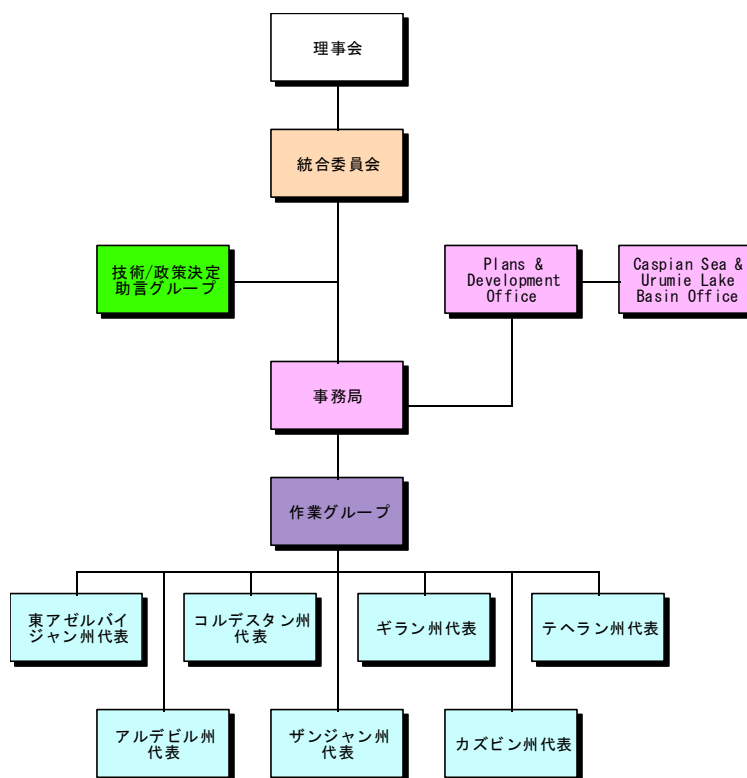 理事会
統合委員会
技術/政策決定
助言グループ
Plans &
Development
Office
Caspian Sea &
Urumie Lake
Basin Office
事務局
作業グループ
東アゼルバイ
ジャン州代表
コルデスタン州
代表
ギラン州代表
テヘラン州代表
アルデビル州
代表
ザンジャン州
代表
カズビン州代表